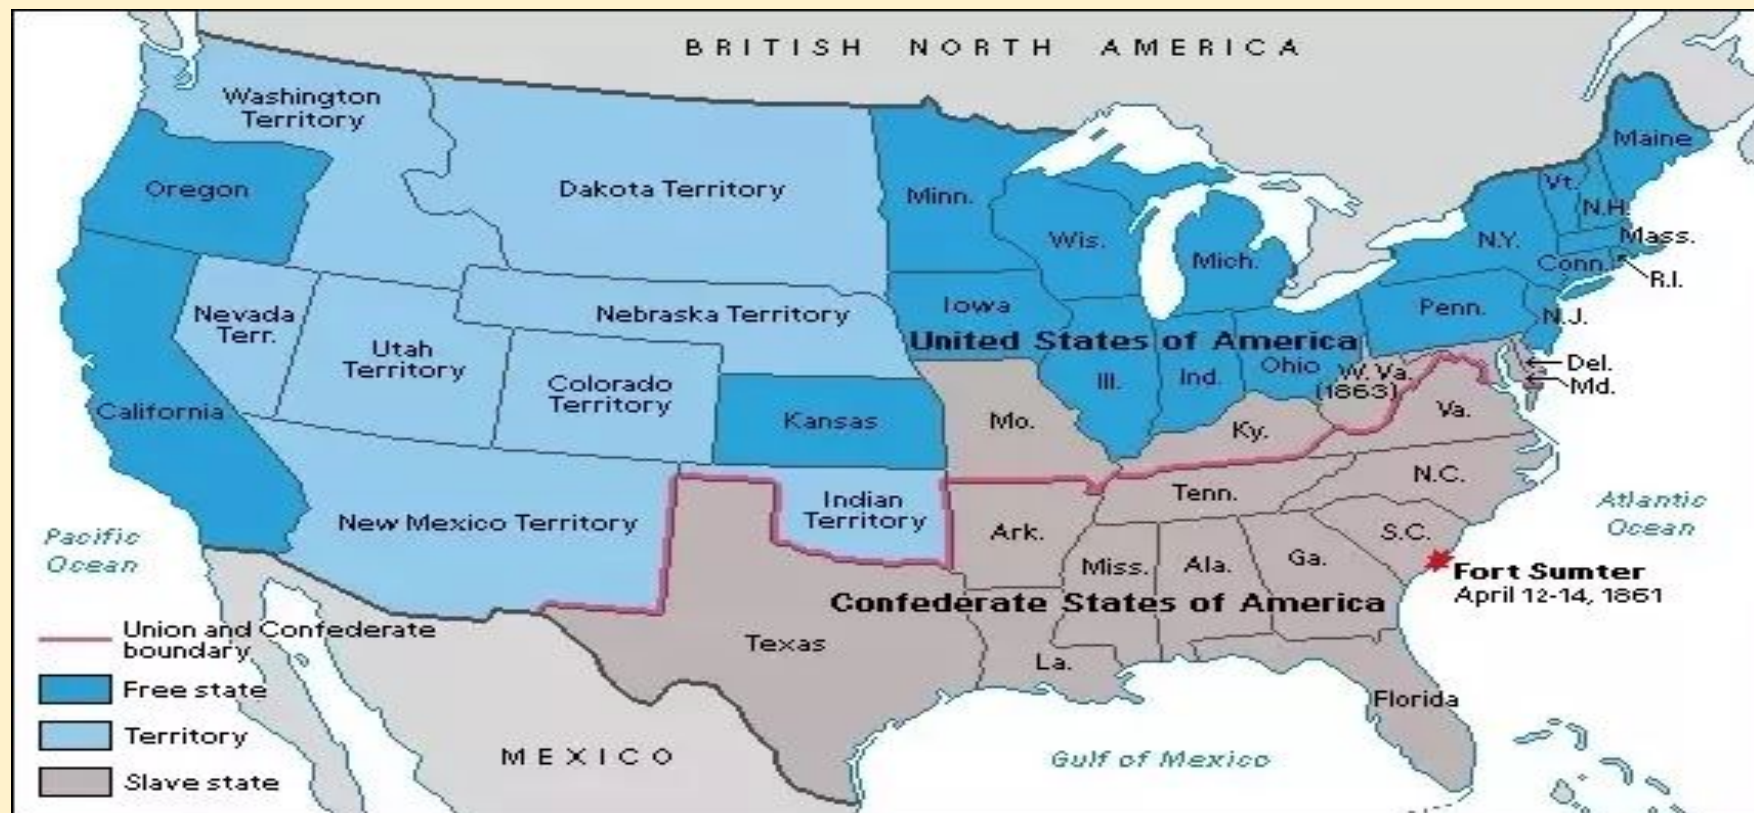 BRITISH NORTH AMERICA
Washington
Territory
Oregon
Dakota Territory
Minn.
Wis.
Mich.
Maine
Vt.
N.H.
N.Y.
Mass.
Conn.
R.I.
Nevada
Terr.
Utah
Territory
Nebraska Territory
Iowa
Penn.
N.J.
United States of America
California
Colorado
Territory
Kansas
Mo.
Ill.
Ind.
Ohio
W. Va.
(1863)
Del.
Md.
Va.
Ky.
New Mexico Territory
Indian
Territory
Ark.
Tenn.
N.C.
S.C.
Miss.
Ala.
Ga.
Pacific
Ocean
Atlantic
Ocean
Fort Sumter
April 12-14, 1861
Confederate States of America
Texas
La.
Florida
Union and Confederate
boundary
Free state
Territory
Slave state
MEXICO
Gulf of Mexico